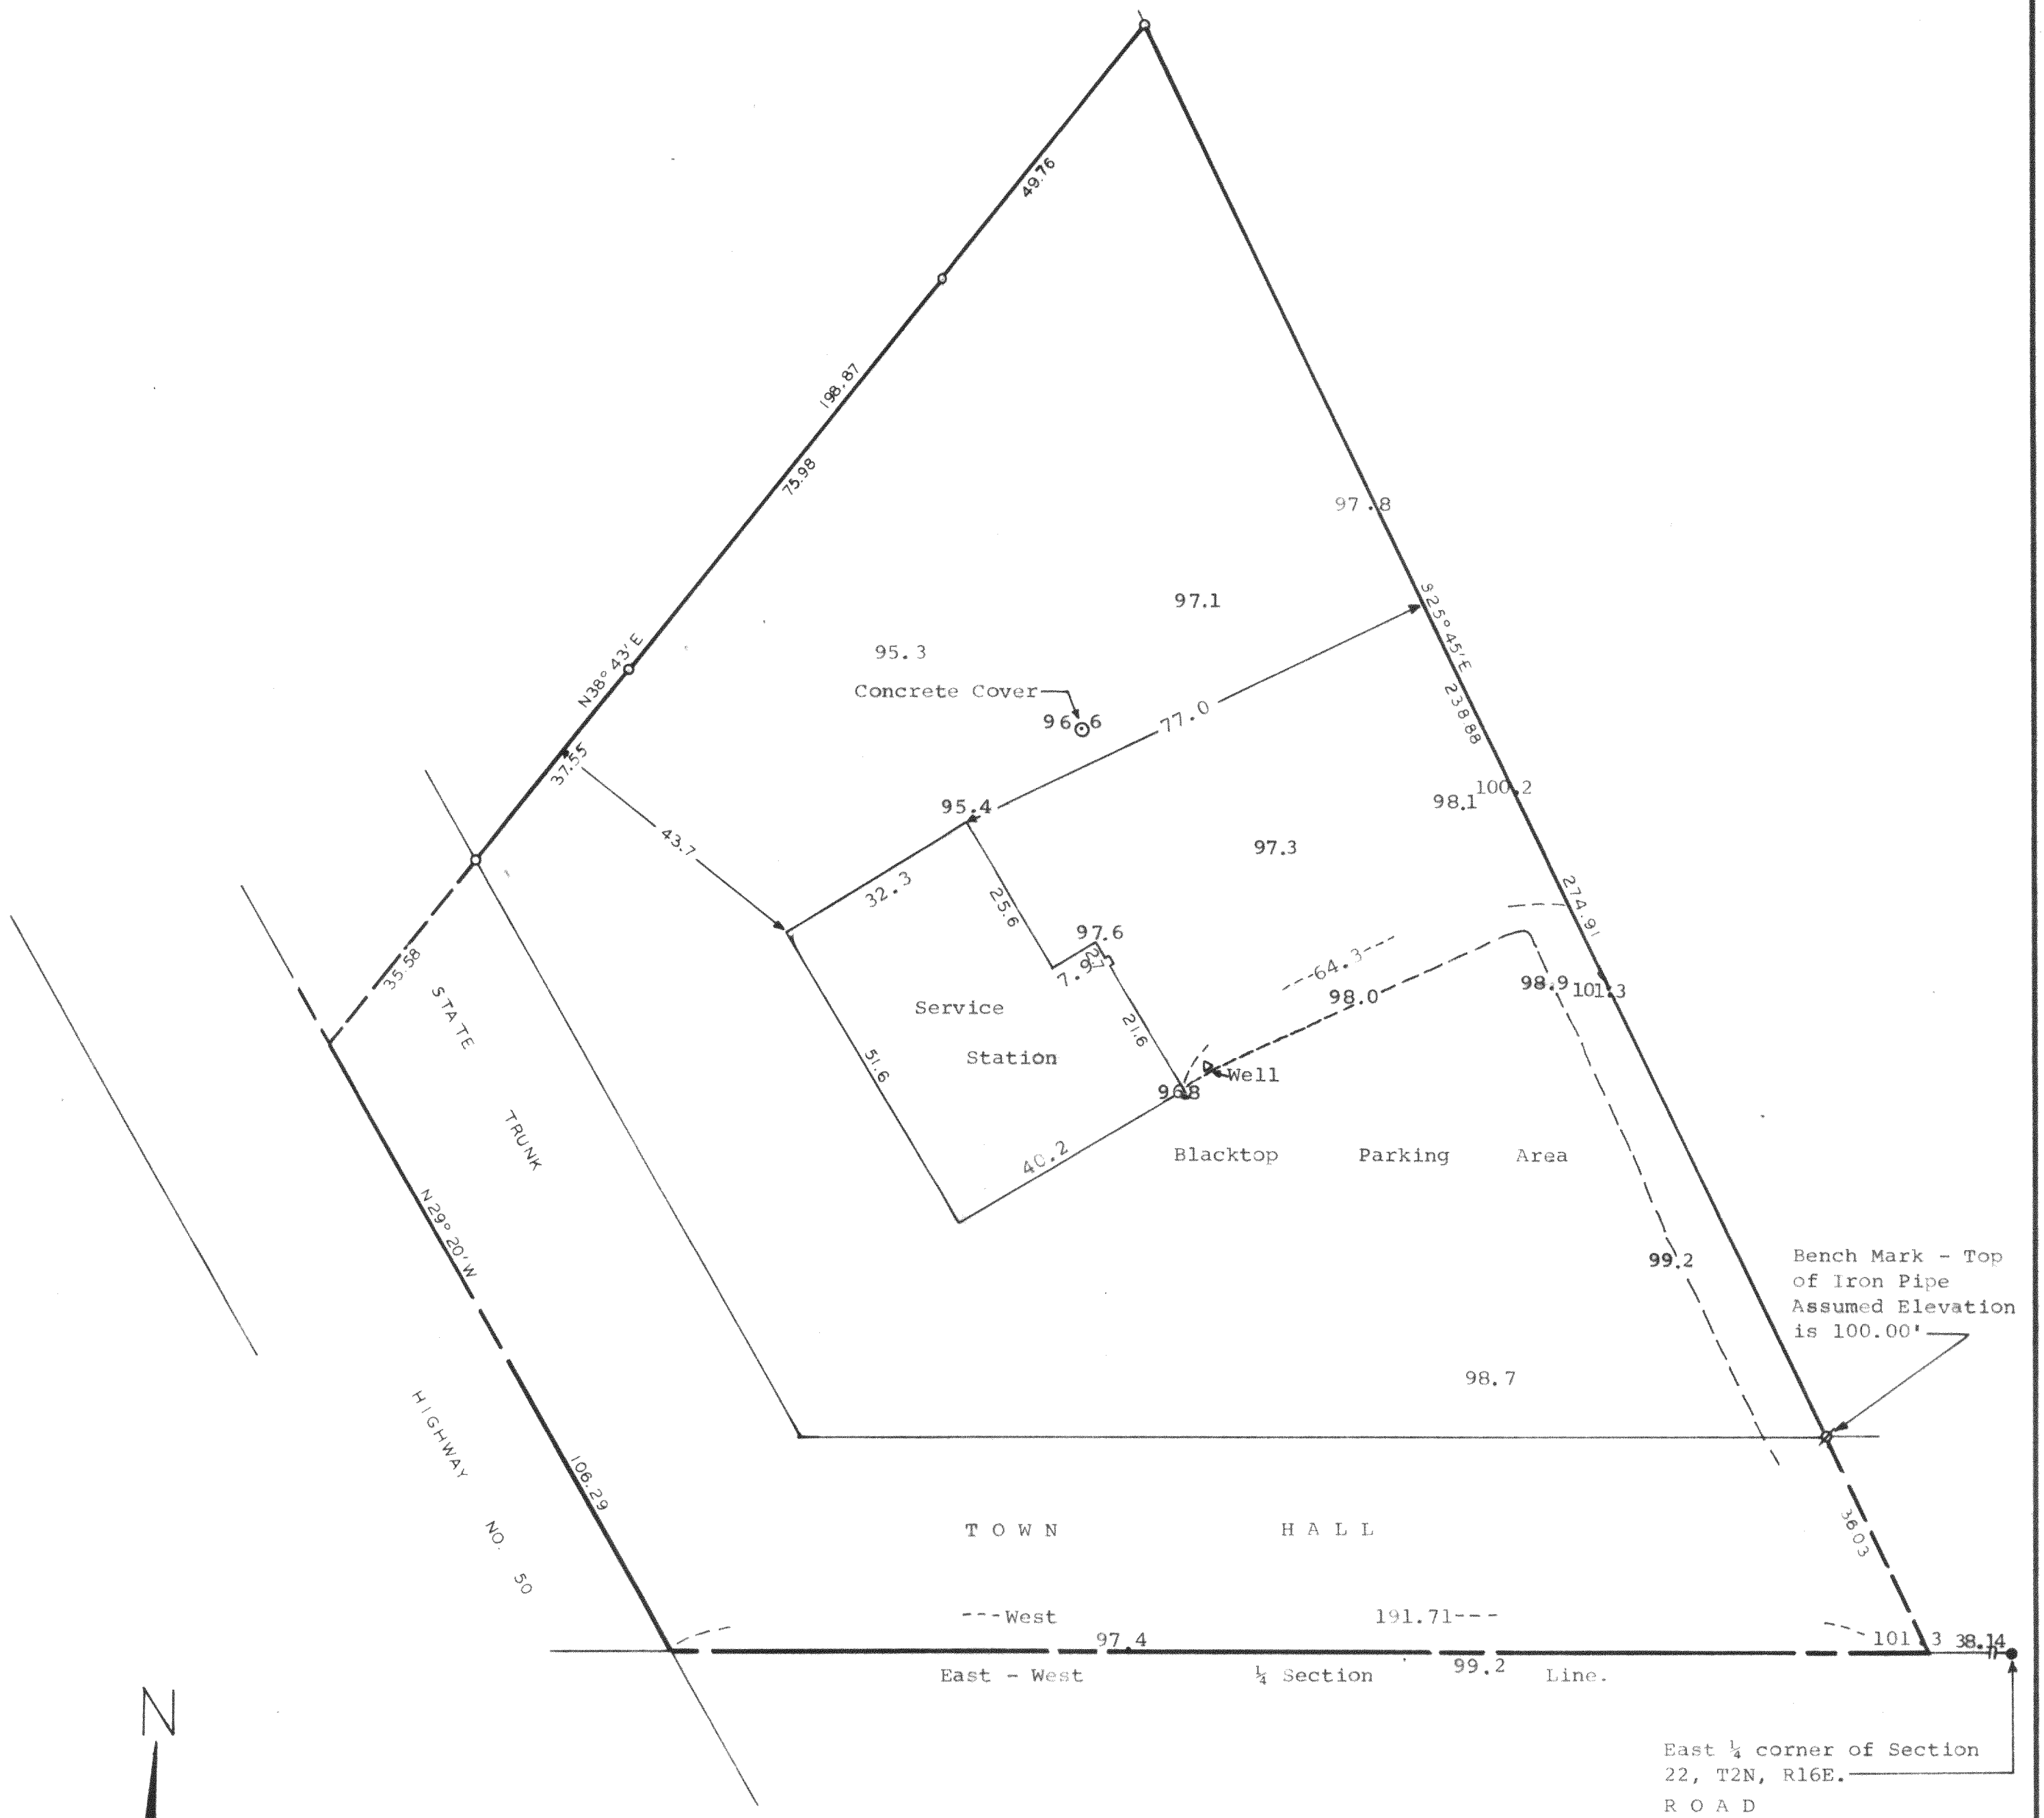 49.76
198.87
75.98
97.8
97.1
S25°45'E
N38°43'E
95.3
Concrete Cover
96.6
238.88
77.0
37.55
43.7
95.4
98.1
100.2
97.3
32.3
25.6
274.91
97.6
2.7
7.9
64.3
35.58
98.9
101.3
98.0
Service
Station
21.6
51.6
Well
96.8
STATE
TRUNK
HIGHWAY
NO. 50
40.2
Blacktop Parking Area
N29°20'W
99.2
Bench Mark - Top
of Iron Pipe
Assumed Elevation
is 100.00'
98.7
106.29
TOWN HALL
36.03
---West 191.71---
97.4
101.3
38.14
99.2
East - West ¼ Section Line.
N
East ¼ corner of Section
22, T2N, R16E.
ROAD